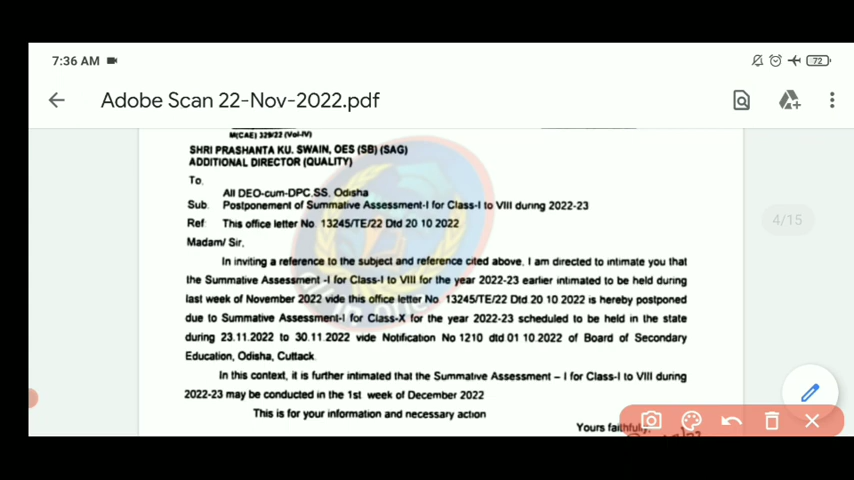 7:36 AM
72
Adobe Scan 22-Nov-2022.pdf
M(CAE) 329/22 (Vol-IV)
SHRI PRASHANTA KU. SWAIN, OES (SB) (SAG)
ADDITIONAL DIRECTOR (QUALITY)
To,
All DEO-cum-DPC,SS, Odisha
4/15
Sub. Postponement of Summative Assessment-I for Class-I to VIII during 2022-23
Ref: This office letter No. 13245/TE/22 Dtd 20 10 2022
Madam/ Sir,
In inviting a reference to the subject and reference cited above, I am directed to intimate you that
the Summative Assessment -I for Class-I to VIII for the year 2022-23 earlier intimated to be held during
last week of November 2022 vide this office letter No. 13245/TE/22 Dtd 20 10 2022 is hereby postponed
due to Summative Assessment-I for Class-X for the year 2022-23 scheduled to be held in the state
during 23.11.2022 to 30.11.2022 vide Notification No 1210 dtd 01 10.2022 of Board of Secondary
Education, Odisha, Cuttack.
In this context, it is further intimated that the Summative Assessment – I for Class-I to VIII during
2022-23 may be conducted in the 1st week of December 2022
This is for your information and necessary action
Yours faithfully,